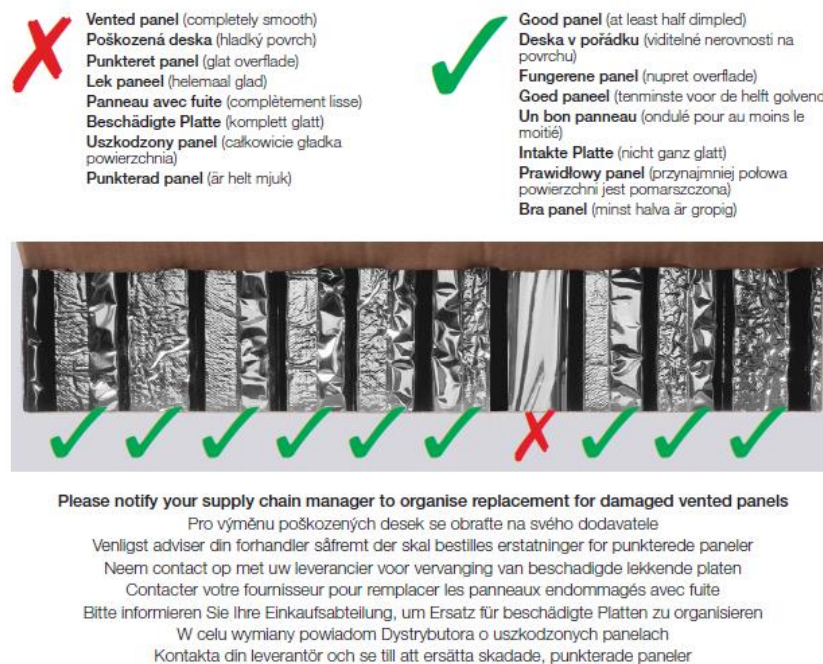 Vented panel (completely smooth)
Poškozená deska (hladký povrch)
Punkteret panel (glat overflade)
Lek paneel (helemaal glad)
Panneau avec fuite (complètement lisse)
Beschädigte Platte (komplett glatt)
Uszkodzony panel (całkowicie gładka
powierzchnia)
Punkterad panel (är helt mjuk)
Good panel (at least half dimpled)
Deska v pořádku (viditelné nerovnosti na
povrchu)
Fungerene panel (nupret overflade)
Goed paneel (tenminste voor de helft golvend
Un bon panneau (ondulé pour au moins le
moitié)
Intakte Platte (nicht ganz glatt)
Prawidłowy panel (przynajmniej połowa
powierzchni jest pomarszczona)
Bra panel (minst halva är gropig)
Please notify your supply chain manager to organise replacement for damaged vented panels
Pro výměnu poškozených desek se obraťte na svého dodavatele
Venligst adviser din forhandler såfremt der skal bestilles erstatninger for punkterede paneler
Neem contact op met uw leverancier voor vervanging van beschadigde lekkende platen
Contacter votre fournisseur pour remplacer les panneaux endommagés avec fuite
Bitte informieren Sie Ihre Einkaufsabteilung, um Ersatz für beschädigte Platten zu organisieren
W celu wymiany powiadom Dystrybutora o uszkodzonych panelach
Kontakta din leverantör och se till att ersätta skadade, punkterade paneler